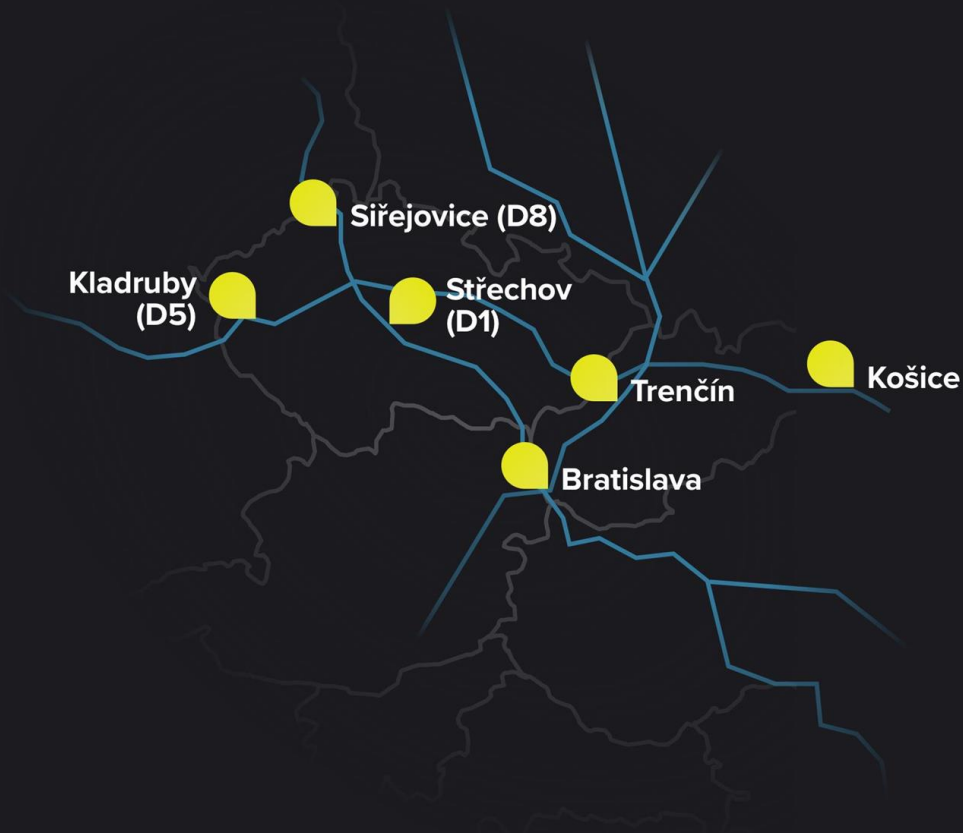 Siřejovice (D8)
Kladruby
(D5)
Střechov
(D1)
Trenčín
Košice
Bratislava